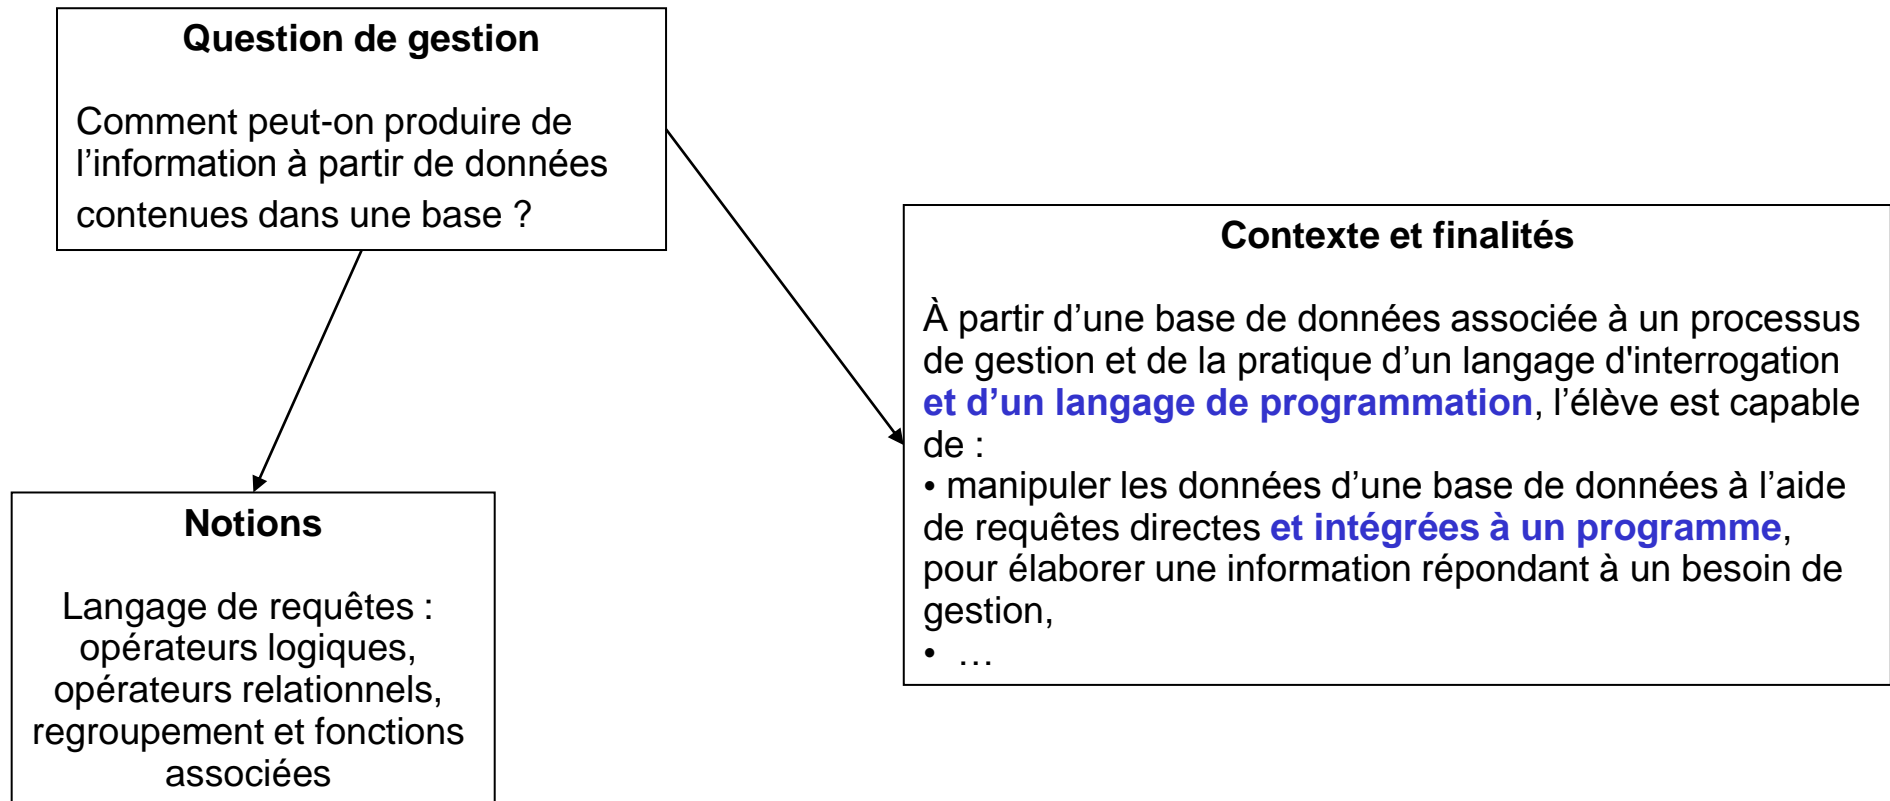 Question de gestion
Comment peut-on produire de
l’information à partir de données
contenues dans une base ?
Contexte et finalités
À partir d’une base de données associée à un processus
de gestion et de la pratique d’un langage d'interrogation
et d’un langage de programmation, l’élève est capable
de :
• manipuler les données d’une base de données à l’aide
de requêtes directes et intégrées à un programme,
pour élaborer une information répondant à un besoin de
gestion,
• …
Notions
Langage de requêtes :
opérateurs logiques,
opérateurs relationnels,
regroupement et fonctions
associées